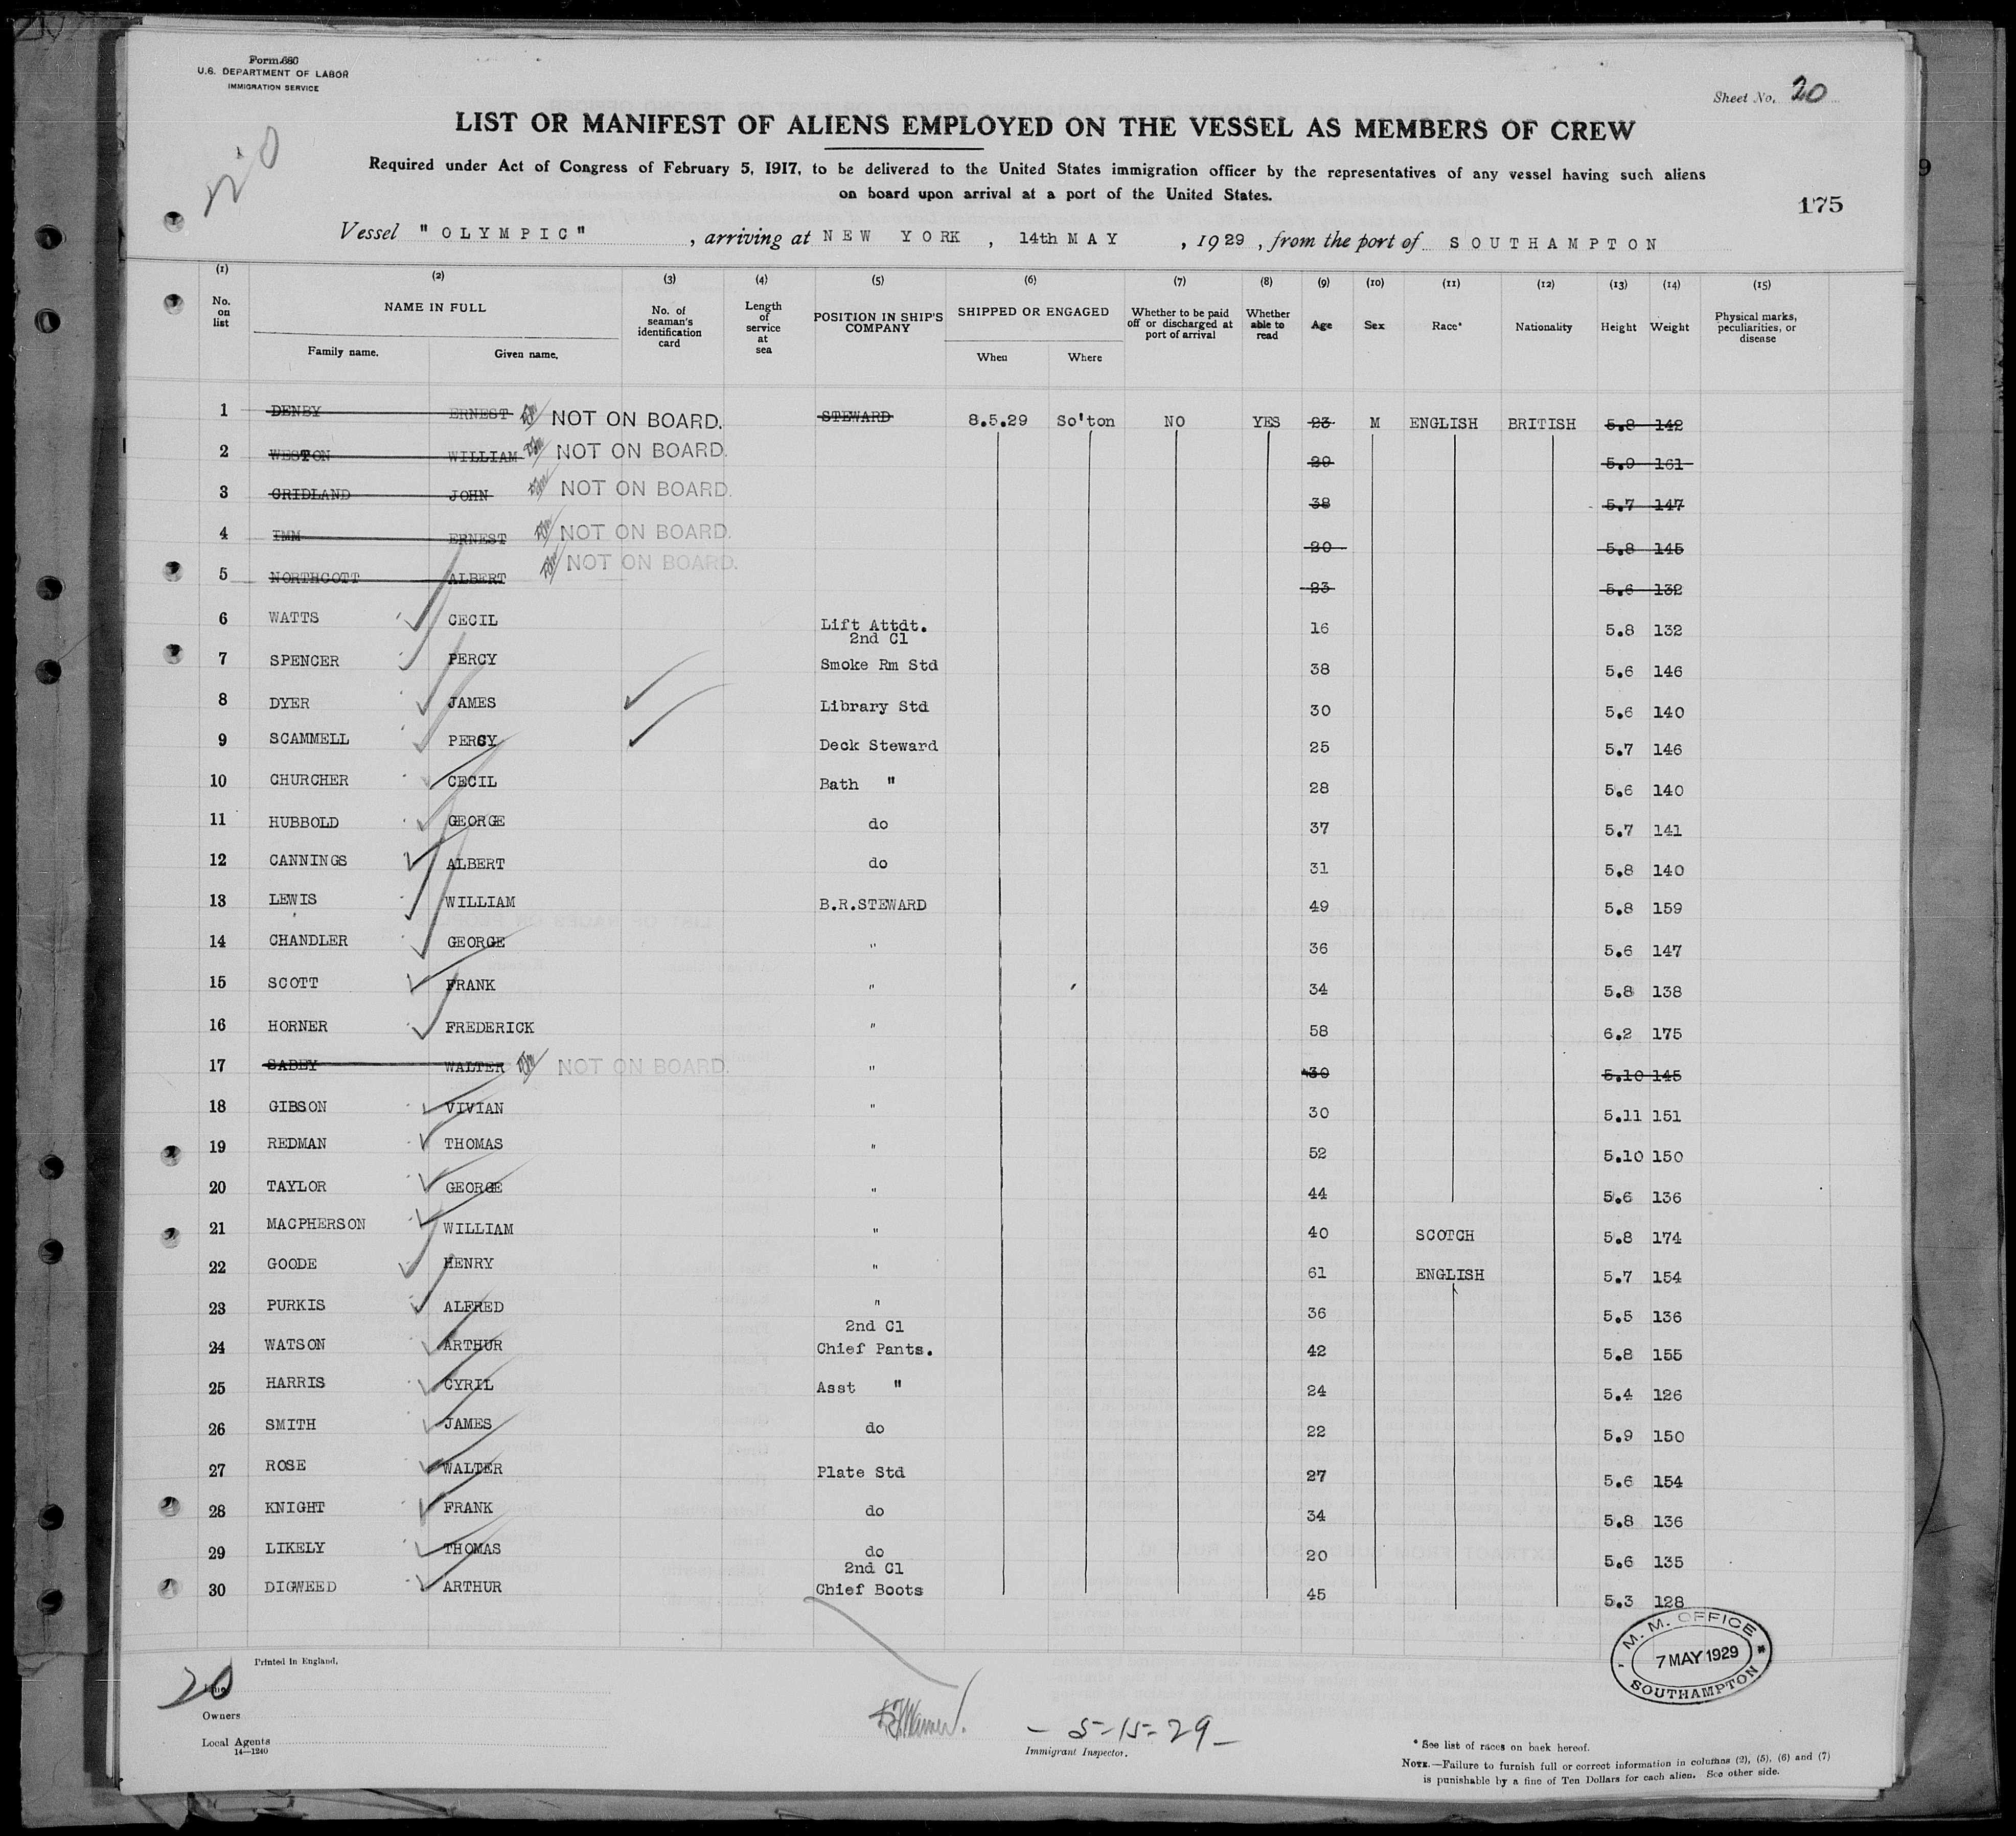 Form 680
U.S. DEPARTMENT OF LABOR
IMMIGRATION SERVICE
Sheet No. 20
LIST OR MANIFEST OF ALIENS EMPLOYED ON THE VESSEL AS MEMBERS OF CREW
Required under Act of Congress of February 5, 1917, to be delivered to the United States immigration officer by the representatives of any vessel having such aliens
on board upon arrival at a port of the United States.
175
Vessel "OLYMPIC", arriving at NEW YORK, 14th MAY, 1929, from the port of SOUTHAMPTON
(1) (2) (3) (4) (5) (6) (7) (8) (9) (10) (11) (12) (13) (14) (15)
No. on list NAME IN FULL No. of seaman's identification card Length of service at sea POSITION IN SHIP'S COMPANY SHIPPED OR ENGAGED Whether to be paid off or discharged at port of arrival Whether able to read Age Sex Race* Nationality Height Weight Physical marks, peculiarities, or disease
Family name. Given name. When Where
1 DENBY ERNEST NOT ON BOARD. STEWARD 8.5.29 So'ton NO YES 23 M ENGLISH BRITISH 5.8 142
2 WESTON WILLIAM NOT ON BOARD. 29 5.9 161
3 GRIDLAND JOHN NOT ON BOARD. 38 5.7 147
4 IMM ERNEST NOT ON BOARD. 20 5.8 145
5 NORTHCOTT ALBERT NOT ON BOARD. 23 5.6 132
6 WATTS CECIL Lift Attdt. 16 5.8 132
2nd Cl
7 SPENCER PERCY Smoke Rm Std 38 5.6 146
8 DYER JAMES Library Std 30 5.6 140
9 SCAMMELL PERCY Deck Steward 25 5.7 146
10 CHURCHER CECIL Bath " 28 5.6 140
11 HUBBOLD GEORGE do 37 5.7 141
12 CANNINGS ALBERT do 31 5.8 140
13 LEWIS WILLIAM B.R.STEWARD 49 5.8 159
14 CHANDLER GEORGE " 36 5.6 147
15 SCOTT FRANK " 34 5.8 138
16 HORNER FREDERICK " 58 6.2 175
17 SABEY WALTER NOT ON BOARD. " 30 5.10 145
18 GIBSON VIVIAN " 30 5.11 151
19 REDMAN THOMAS " 52 5.10 150
20 TAYLOR GEORGE " 44 5.6 136
21 MACPHERSON WILLIAM " 40 SCOTCH 5.8 174
22 GOODE HENRY " 61 ENGLISH 5.7 154
23 PURKIS ALFRED " 36 5.5 136
2nd Cl
24 WATSON ARTHUR Chief Pants. 42 5.8 155
25 HARRIS CYRIL Asst " 24 5.4 126
26 SMITH JAMES do 22 5.9 150
27 ROSE WALTER Plate Std 27 5.6 154
28 KNIGHT FRANK do 34 5.8 136
29 LIKELY THOMAS do 20 5.6 135
2nd Cl
30 DIGWEED ARTHUR Chief Boots 45 5.3 128
I.M.M. OFFICE
7 MAY 1929
SOUTHAMPTON
Printed in England.
20
Owners
Local Agents
14—1240
- 5-15-29 -
Immigrant Inspector.
* See list of races on back hereof.
NOTE.—Failure to furnish full or correct information in columns (2), (5), (6) and (7)
is punishable by a fine of Ten Dollars for each alien. See other side.